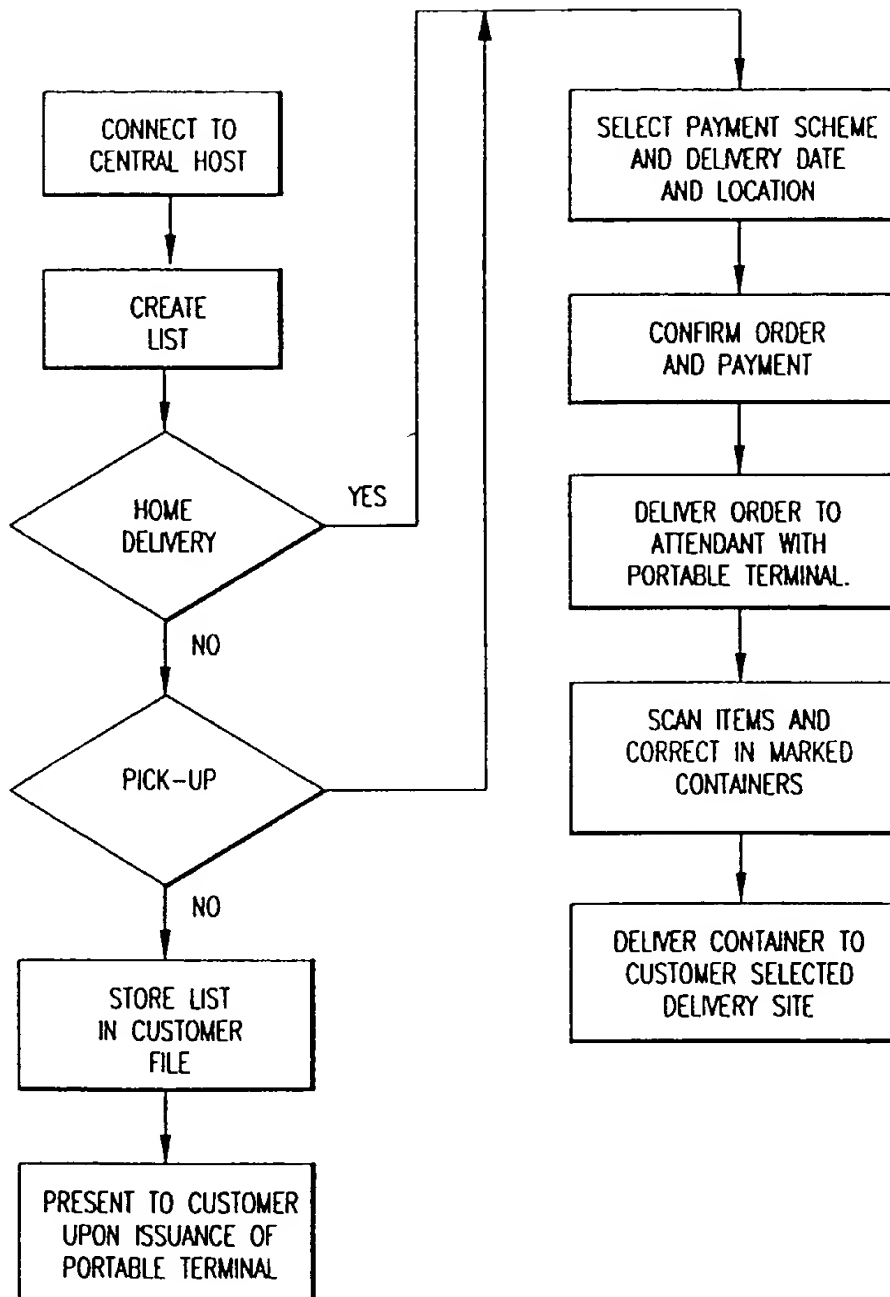 CONNECT TO
CENTRAL HOST
CREATE
LIST
HOME
DELIVERY
YES
NO
PICK-UP
NO
STORE LIST
IN CUSTOMER
FILE
PRESENT TO CUSTOMER
UPON ISSUANCE OF
PORTABLE TERMINAL
SELECT PAYMENT SCHEME
AND DELIVERY DATE
AND LOCATION
CONFIRM ORDER
AND PAYMENT
DELIVER ORDER TO
ATTENDANT WITH
PORTABLE TERMINAL.
SCAN ITEMS AND
CORRECT IN MARKED
CONTAINERS
DELIVER CONTAINER TO
CUSTOMER SELECTED
DELIVERY SITE